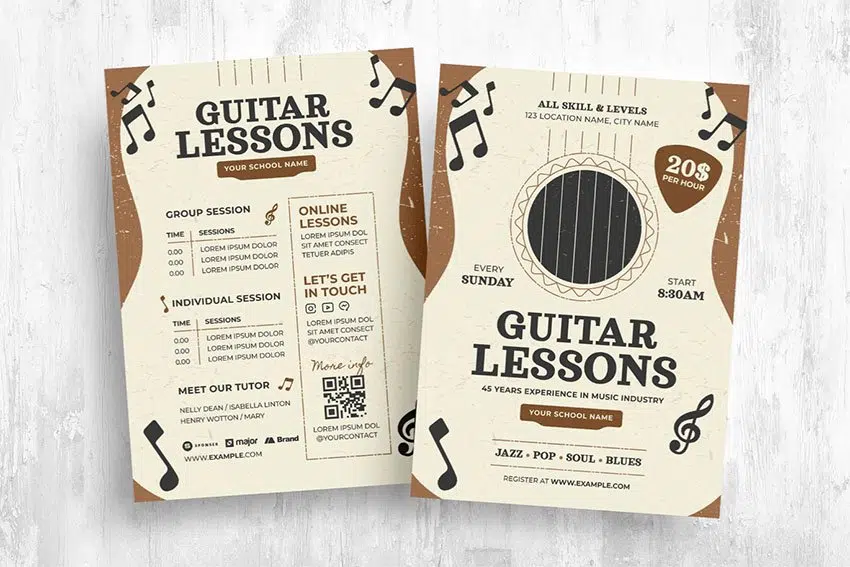 GUITAR
LESSONS
YOUR SCHOOL NAME
GROUP SESSION
TIME SESSIONS
0.00 LOREM IPSUM DOLOR
0.00 LOREM IPSUM DOLOR
0.00 LOREM IPSUM DOLOR
INDIVIDUAL SESSION
TIME SESSIONS
0.00 LOREM IPSUM DOLOR
0.00 LOREM IPSUM DOLOR
0.00 LOREM IPSUM DOLOR
MEET OUR TUTOR
NELLY DEAN / ISABELLA LINTON
HENRY WOTTON / MARY
SPONSER major Brand
WWW.EXAMPLE.COM
ONLINE
LESSONS
LOREM IPSUM DOL
SIT AMET CONSECT
TETUER ADIPIS
LET'S GET
IN TOUCH
LOREM IPSUM DOL
SIT AMET CONSECT
@YOURCONTACT
More info
LOREM IPSUM DOL
@YOURCONTACT
ALL SKILL & LEVELS
123 LOCATION NAME, CITY NAME
20$
PER HOUR
EVERY
SUNDAY
START
8:30AM
GUITAR
LESSONS
45 YEARS EXPERIENCE IN MUSIC INDUSTRY
YOUR SCHOOL NAME
JAZZ • POP • SOUL • BLUES
REGISTER AT WWW.EXAMPLE.COM